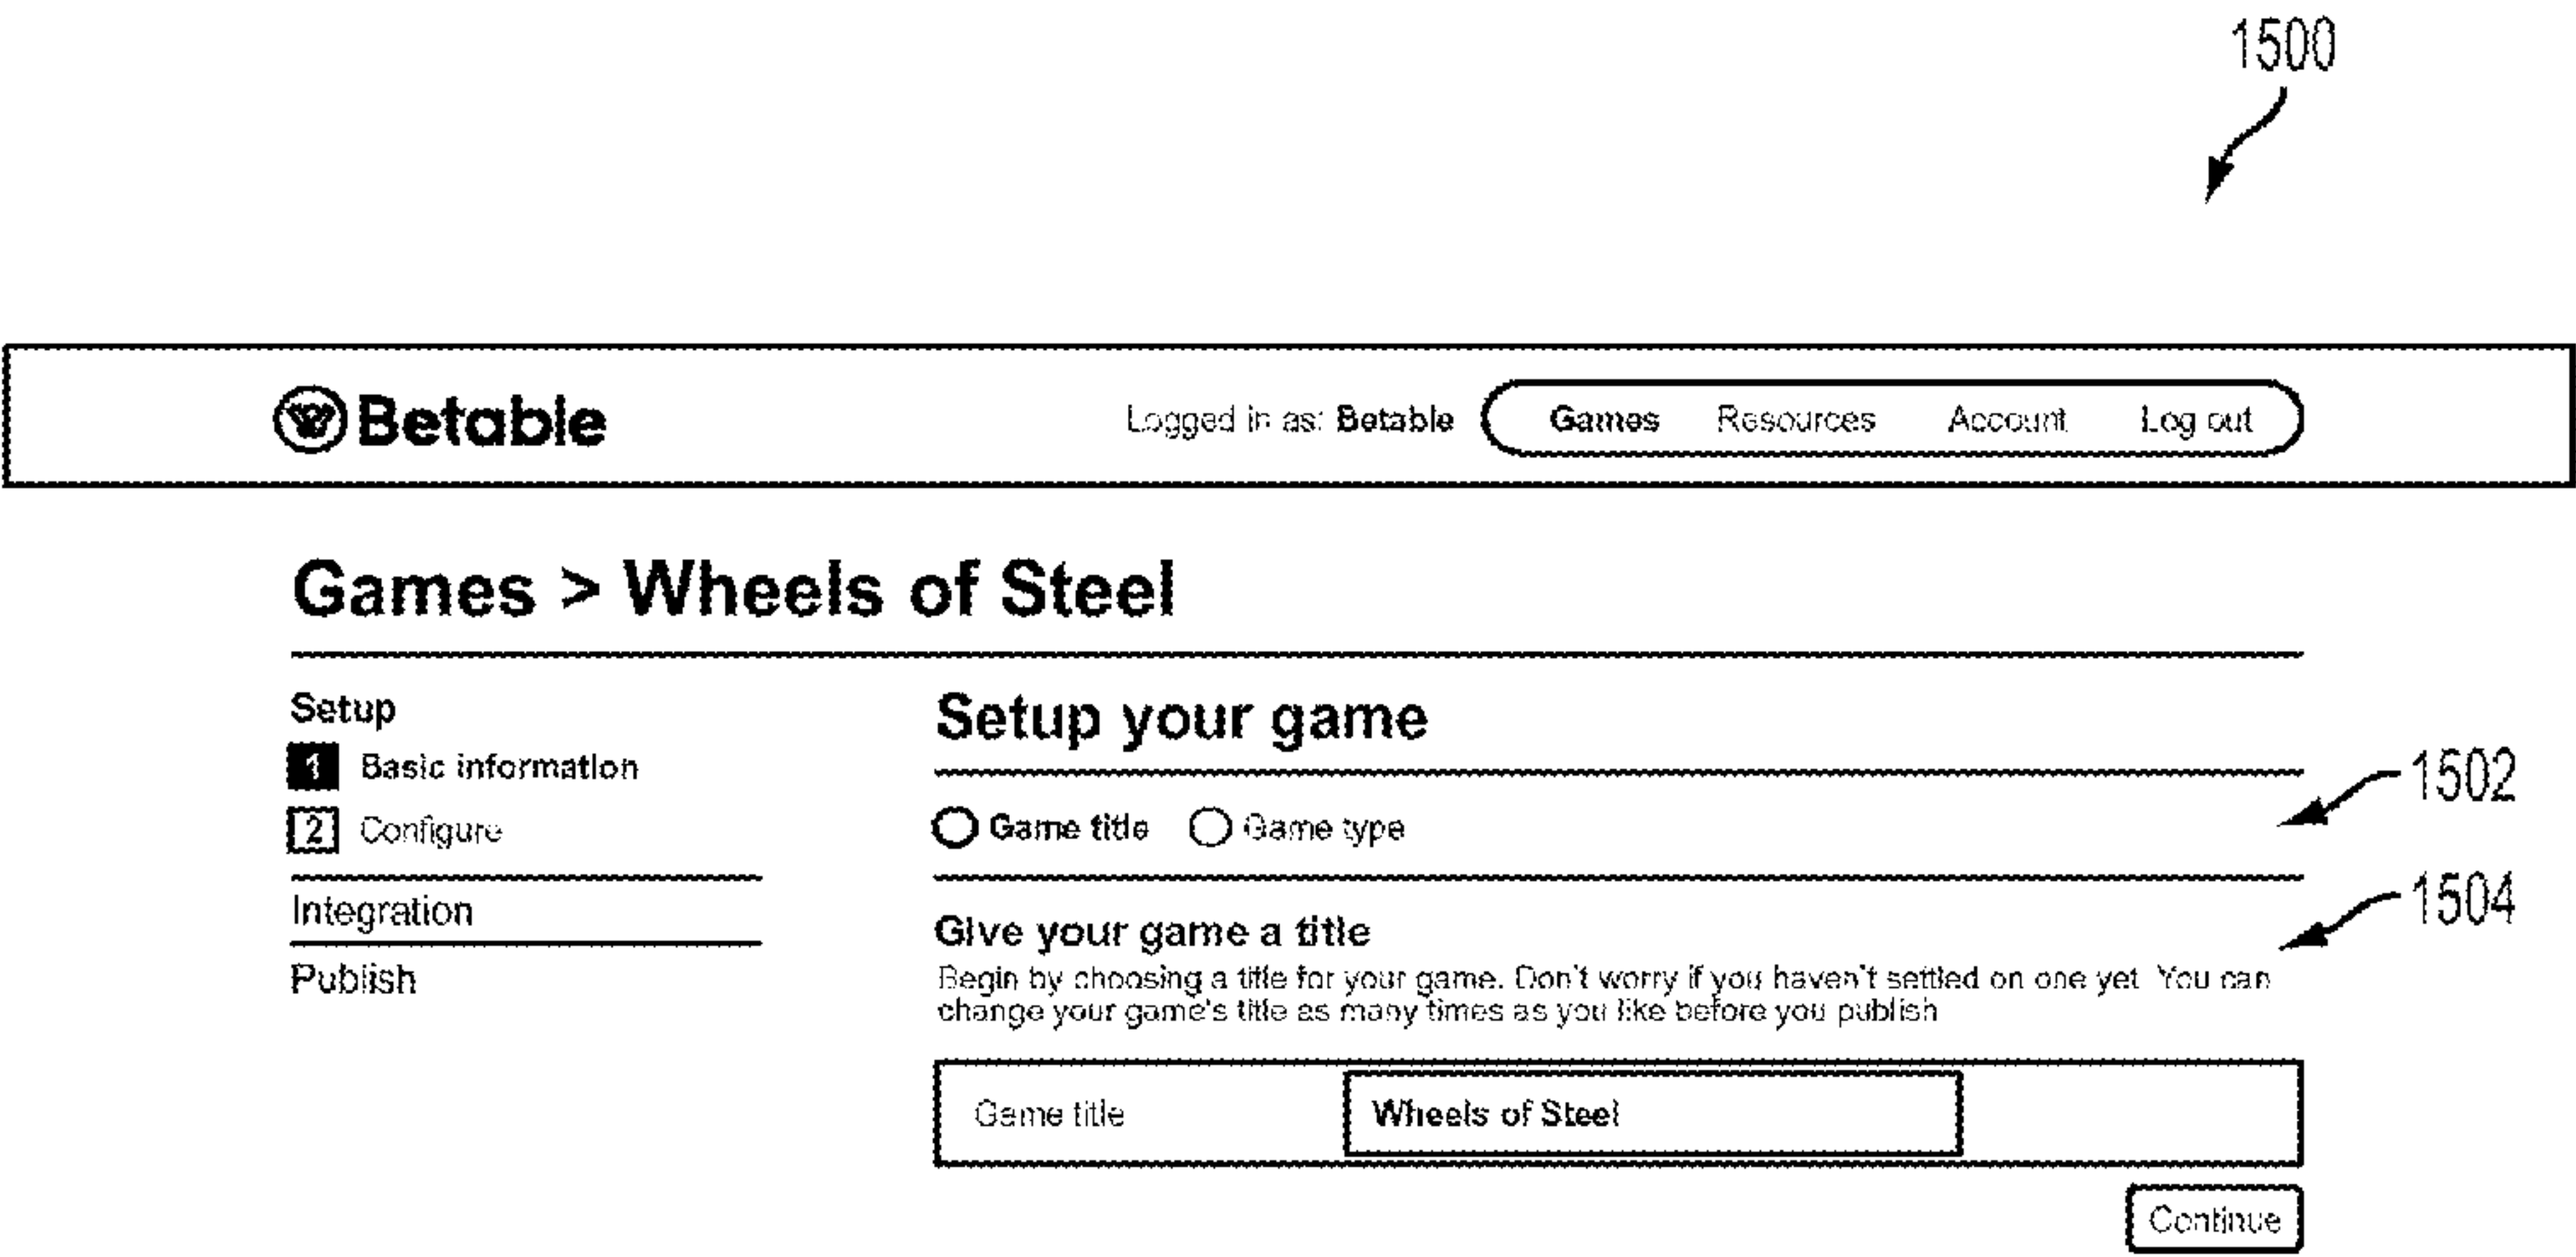 1500
Betable
Logged in as: Betable Games Resources Account Log out
Games > Wheels of Steel
Setup
1 Basic information
2 Configure
Integration
Publish
Setup your game
1502
Game title Game type
1504
Give your game a title
Begin by choosing a title for your game. Don't worry if you haven't settled on one yet You can
change your game's title as many times as you like before you publish
Game title Wheels of Steel
Continue